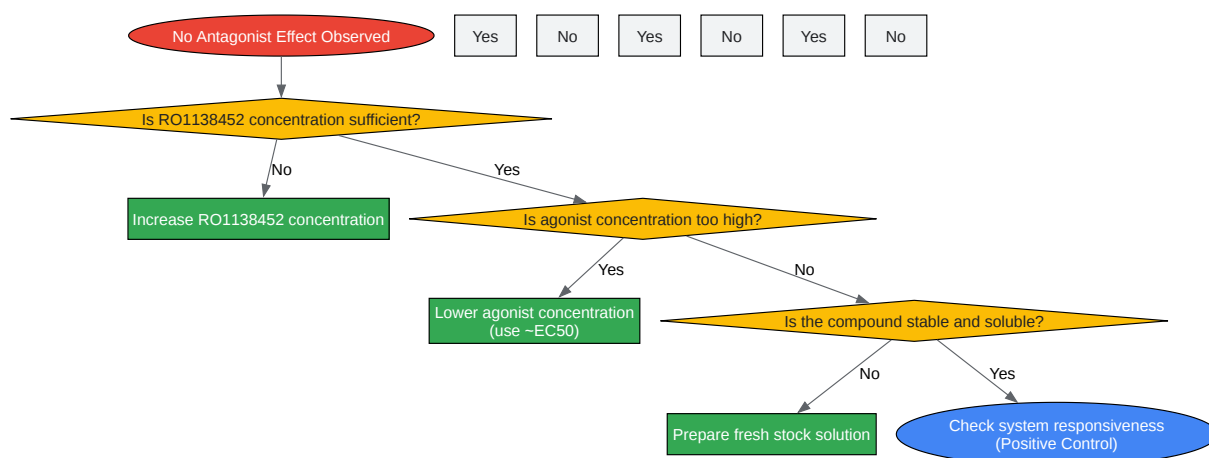 No Antagonist Effect Observed
Yes
No
Yes
No
Yes
No
Is RO1138452 concentration sufficient?
No
Yes
Increase RO1138452 concentration
Is agonist concentration too high?
Yes
No
Lower agonist concentration
(use ~EC50)
Is the compound stable and soluble?
No
Yes
Prepare fresh stock solution
Check system responsiveness
(Positive Control)